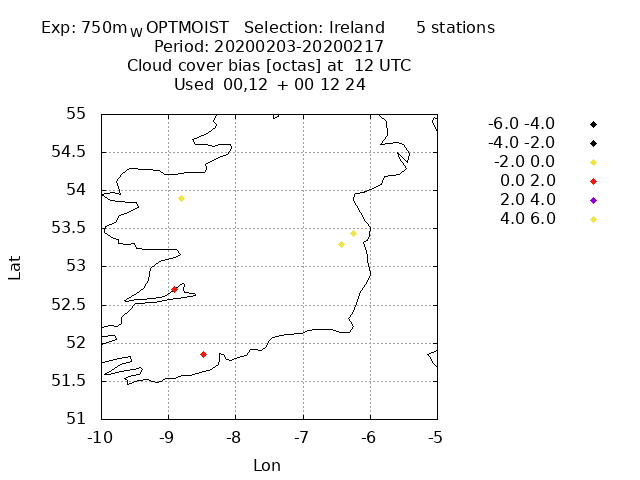 Exp: 750m_W OPTMOIST Selection: Ireland 5 stations
Period: 20200203-20200217
Cloud cover bias [octas] at 12 UTC
Used 00,12 + 00 12 24
-6.0 -4.0
-4.0 -2.0
-2.0 0.0
0.0 2.0
2.0 4.0
4.0 6.0
55
54.5
54
53.5
53
52.5
52
51.5
51
Lat
-10 -9 -8 -7 -6 -5
Lon